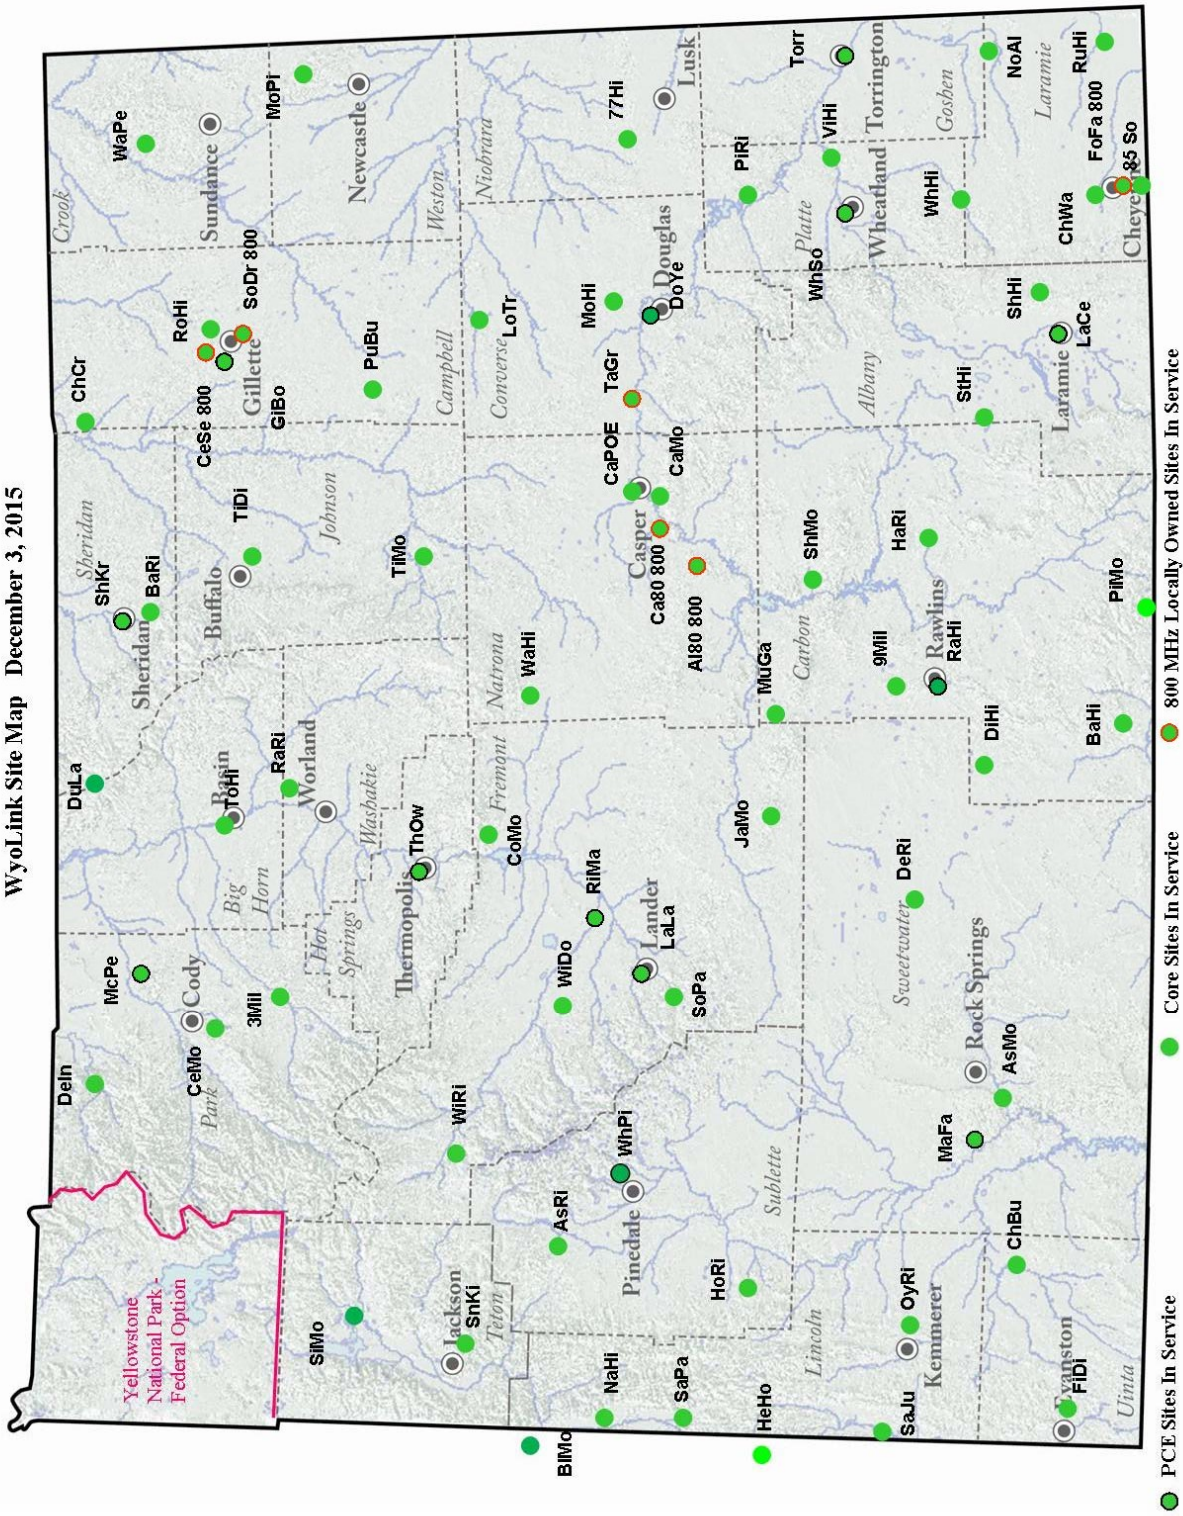 WyoLink Site Map December 3, 2015
Yellowstone
National Park -
Federal Option
DeIn
McPe
DuLa
ShKr
Sheridan
BaRi
Sheridan
ChCr
Crook
WaPe
CeMo
Cody
Park
3Mil
Big
Horn
Basin
ToHi
RaRi
Worland
Buffalo
TiDi
Johnson
CeSe 800
RoHi
SoDr 800
Gillette
GiBo
Sundance
MoPi
Newcastle
SiMo
Hot
Springs
Washakie
Thermopolis
ThOw
TiMo
PuBu
Campbell
Weston
Jackson
SnKi
Teton
WiRi
CoMo
Fremont
Natrona
WaHi
Converse
LoTr
Niobrara
BlMo
AsRi
WiDo
RiMa
NaHi
Pinedale
WhPi
Lander
LaLa
SoPa
Casper
CaPOE
CaMo
Ca80 800
Al80 800
TaGr
MoHi
Douglas
DoYe
77Hi
Lusk
SaPa
HoRi
HeHo
Sublette
JaMo
MuGa
Carbon
ShMo
PiRi
Platte
WhSo
ViHi
Wheatland
Torr
Torrington
Lincoln
SaJu
OyRi
Kemmerer
Sweetwater
DeRi
9Mil
Rawlins
RaHi
HaRi
Albany
WhHi
Goshen
MaFa
Rock Springs
AsMo
DiHi
StHi
ShHi
NoAl
Laramie
ChBu
Evanston
FiDi
Uinta
BaHi
PiMo
Laramie
LaCe
ChWa
FoFa 800
85 So
Cheyenne
RuHi
PCE Sites In Service
Core Sites In Service
800 MHz Locally Owned Sites In Service